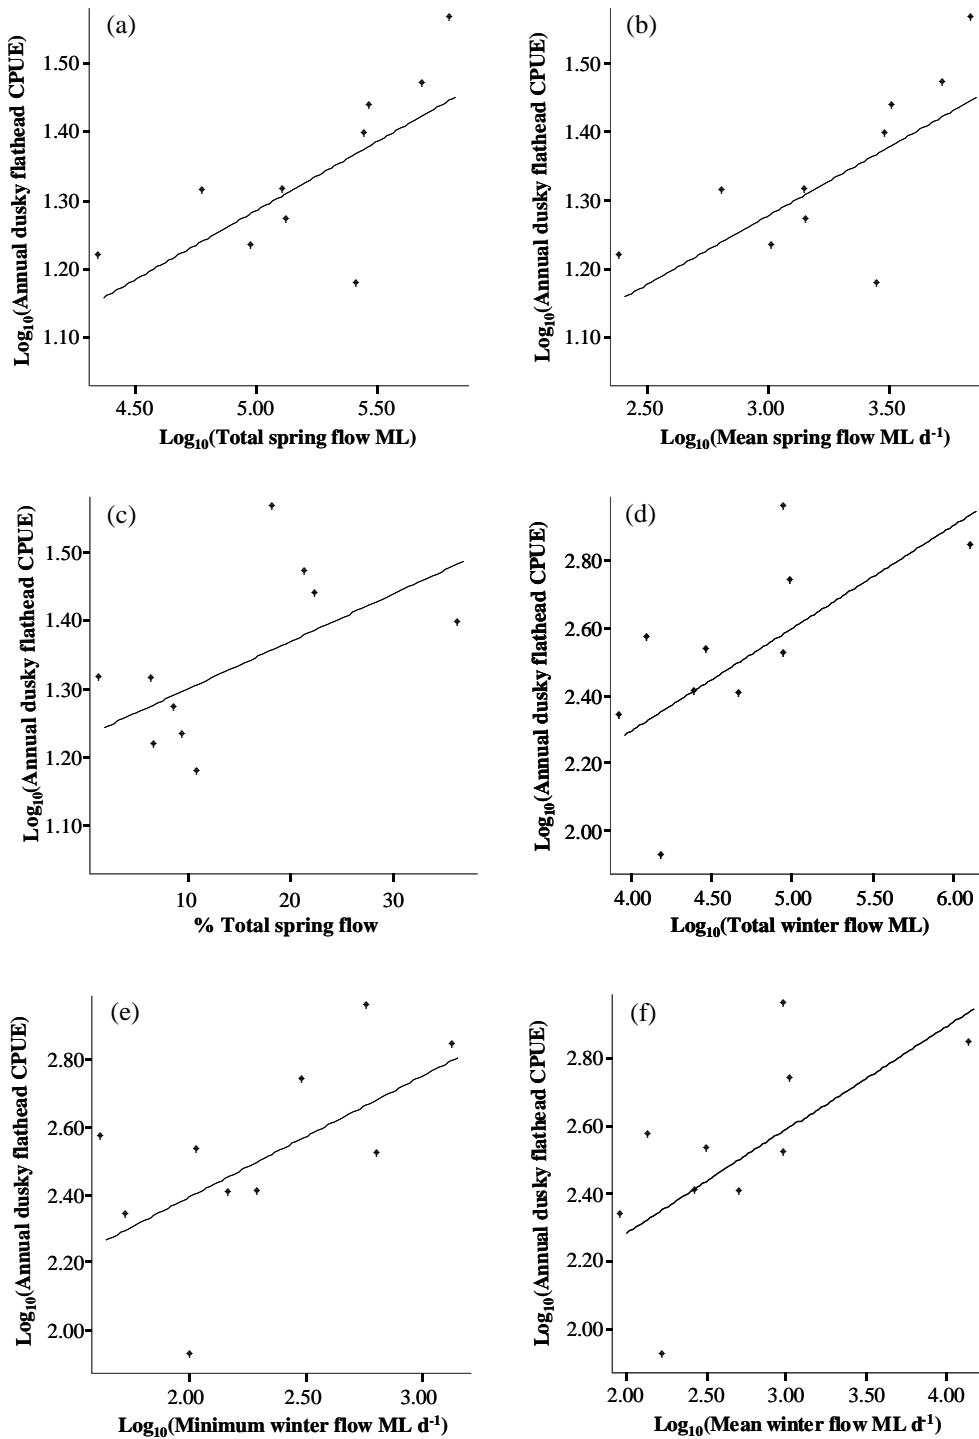 (a)
Log10(Annual dusky flathead CPUE)
1.50
1.40
1.30
1.20
1.10
4.50 5.00 5.50
Log10(Total spring flow ML)
(b)
Log10(Annual dusky flathead CPUE)
1.50
1.40
1.30
1.20
1.10
2.50 3.00 3.50
Log10(Mean spring flow ML d-1)
(c)
Log10(Annual dusky flathead CPUE)
1.50
1.40
1.30
1.20
1.10
10 20 30
% Total spring flow
(d)
Log10(Annual dusky flathead CPUE)
2.80
2.60
2.40
2.20
2.00
4.00 4.50 5.00 5.50 6.00
Log10(Total winter flow ML)
(e)
Log10(Annual dusky flathead CPUE)
2.80
2.60
2.40
2.20
2.00
2.00 2.50 3.00
Log10(Minimum winter flow ML d-1)
(f)
Log10(Annual dusky flathead CPUE)
2.80
2.60
2.40
2.20
2.00
2.00 2.50 3.00 3.50 4.00
Log10(Mean winter flow ML d-1)